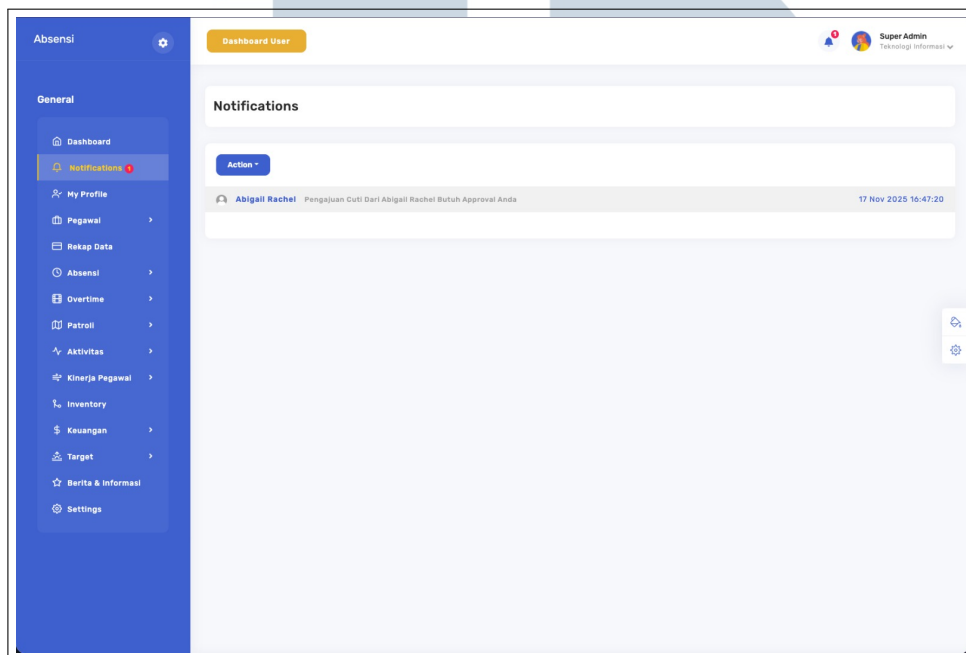 Absensi
Dashboard User
1
Super Admin
Teknologi Informasi
General
Dashboard
Notifications 1
My Profile
Pegawai
Rekap Data
Absensi
Overtime
Patroli
Aktivitas
Kinerja Pegawai
Inventory
Keuangan
Target
Berita & Informasi
Settings
Notifications
Action
Abigail Rachel Pengajuan Cuti Dari Abigail Rachel Butuh Approval Anda 17 Nov 2025 16:47:20